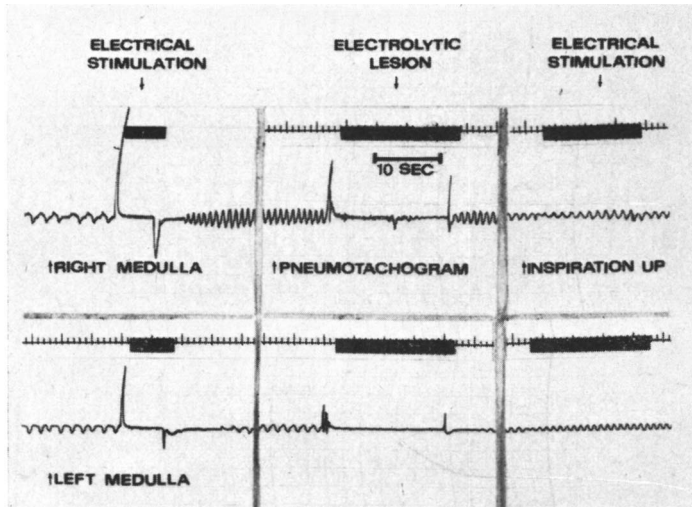 ELECTRICAL
STIMULATION
ELECTROLYTIC
LESION
ELECTRICAL
STIMULATION
10 SEC
↑RIGHT MEDULLA
↑PNEUMOTACHOGRAM
↑INSPIRATION UP
↑LEFT MEDULLA